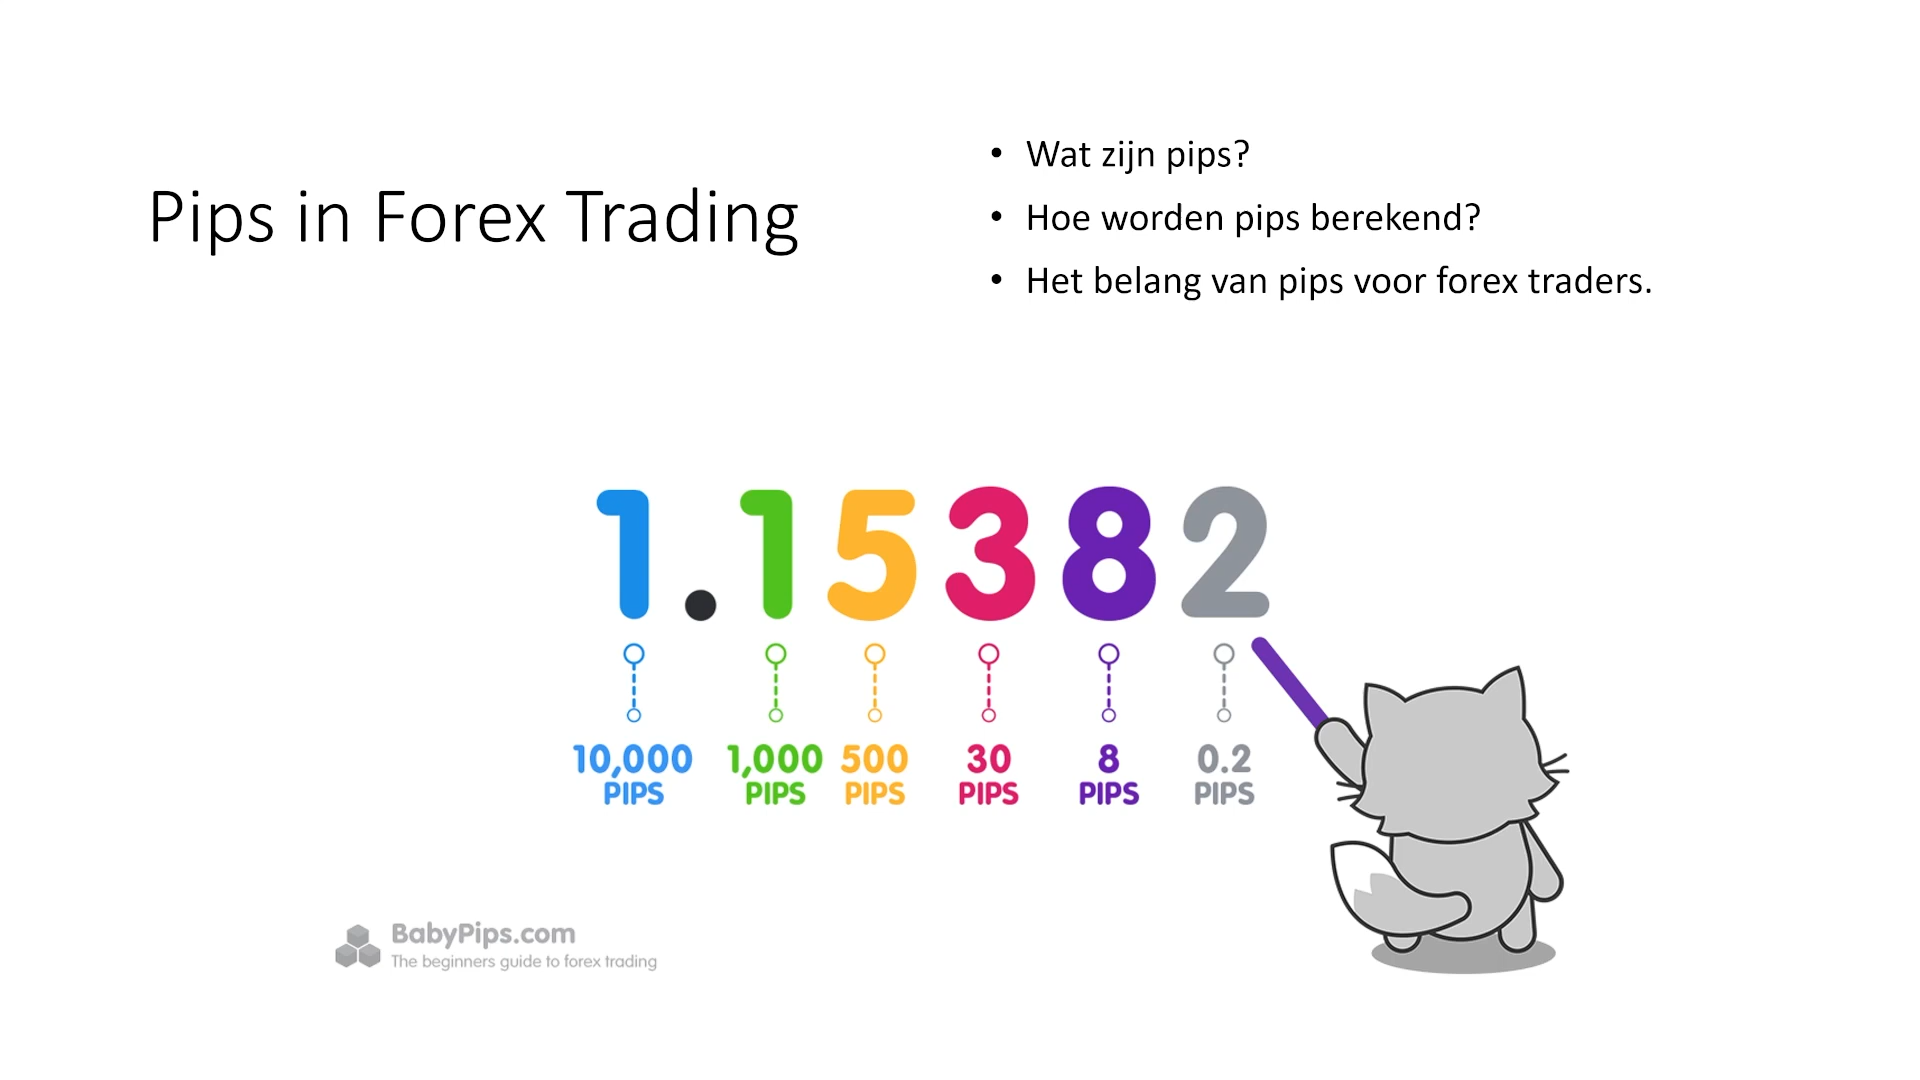 Pips in Forex Trading
• Wat zijn pips?
• Hoe worden pips berekend?
• Het belang van pips voor forex traders.
1.15382
10,000 1,000 500 30 8 0.2
PIPS PIPS PIPS PIPS PIPS PIPS
BabyPips.com
The beginners guide to forex trading